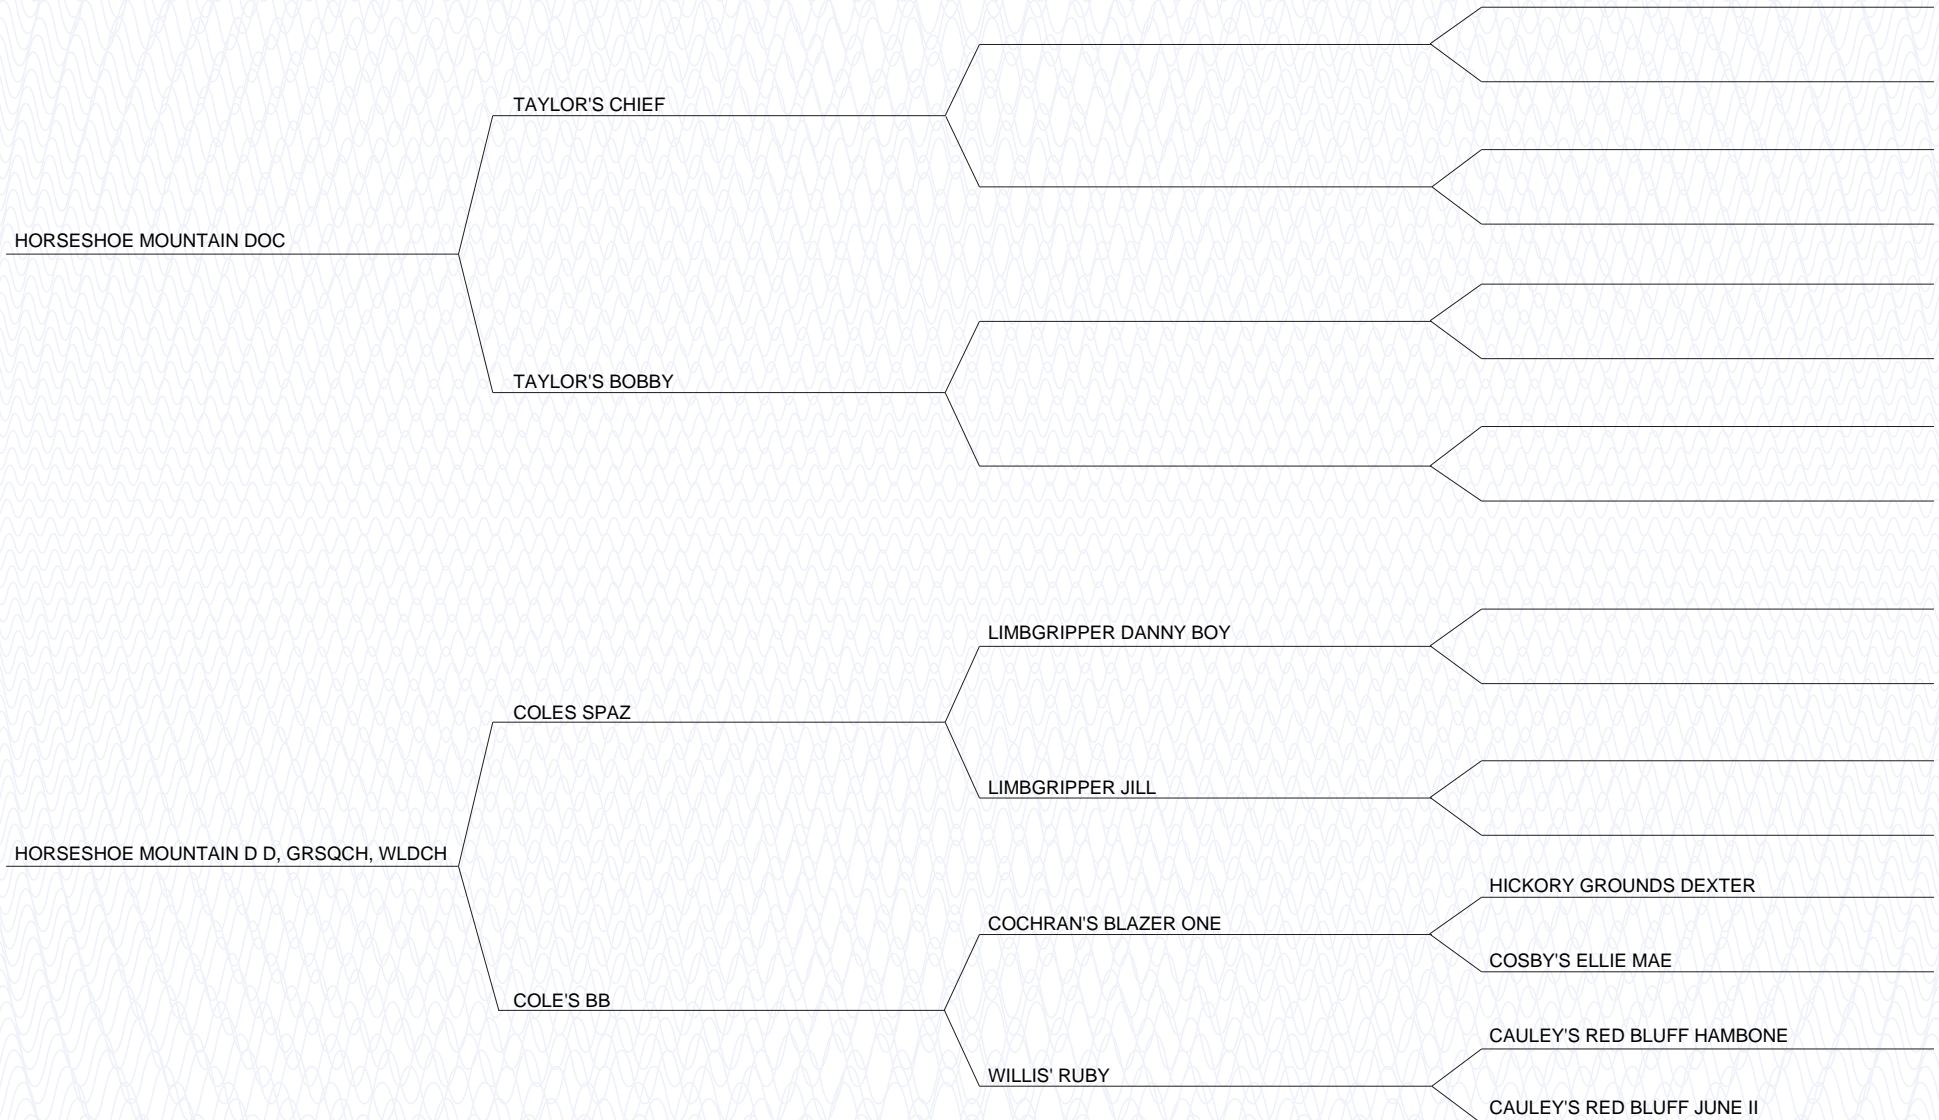 TAYLOR'S CHIEF
HORSESHOE MOUNTAIN DOC
TAYLOR'S BOBBY
LIMBGRIPPER DANNY BOY
COLES SPAZ
LIMBGRIPPER JILL
HORSESHOE MOUNTAIN D D, GRSQCH, WLDCH
HICKORY GROUNDS DEXTER
COCHRAN'S BLAZER ONE
COSBY'S ELLIE MAE
COLE'S BB
CAULEY'S RED BLUFF HAMBONE
WILLIS' RUBY
CAULEY'S RED BLUFF JUNE II